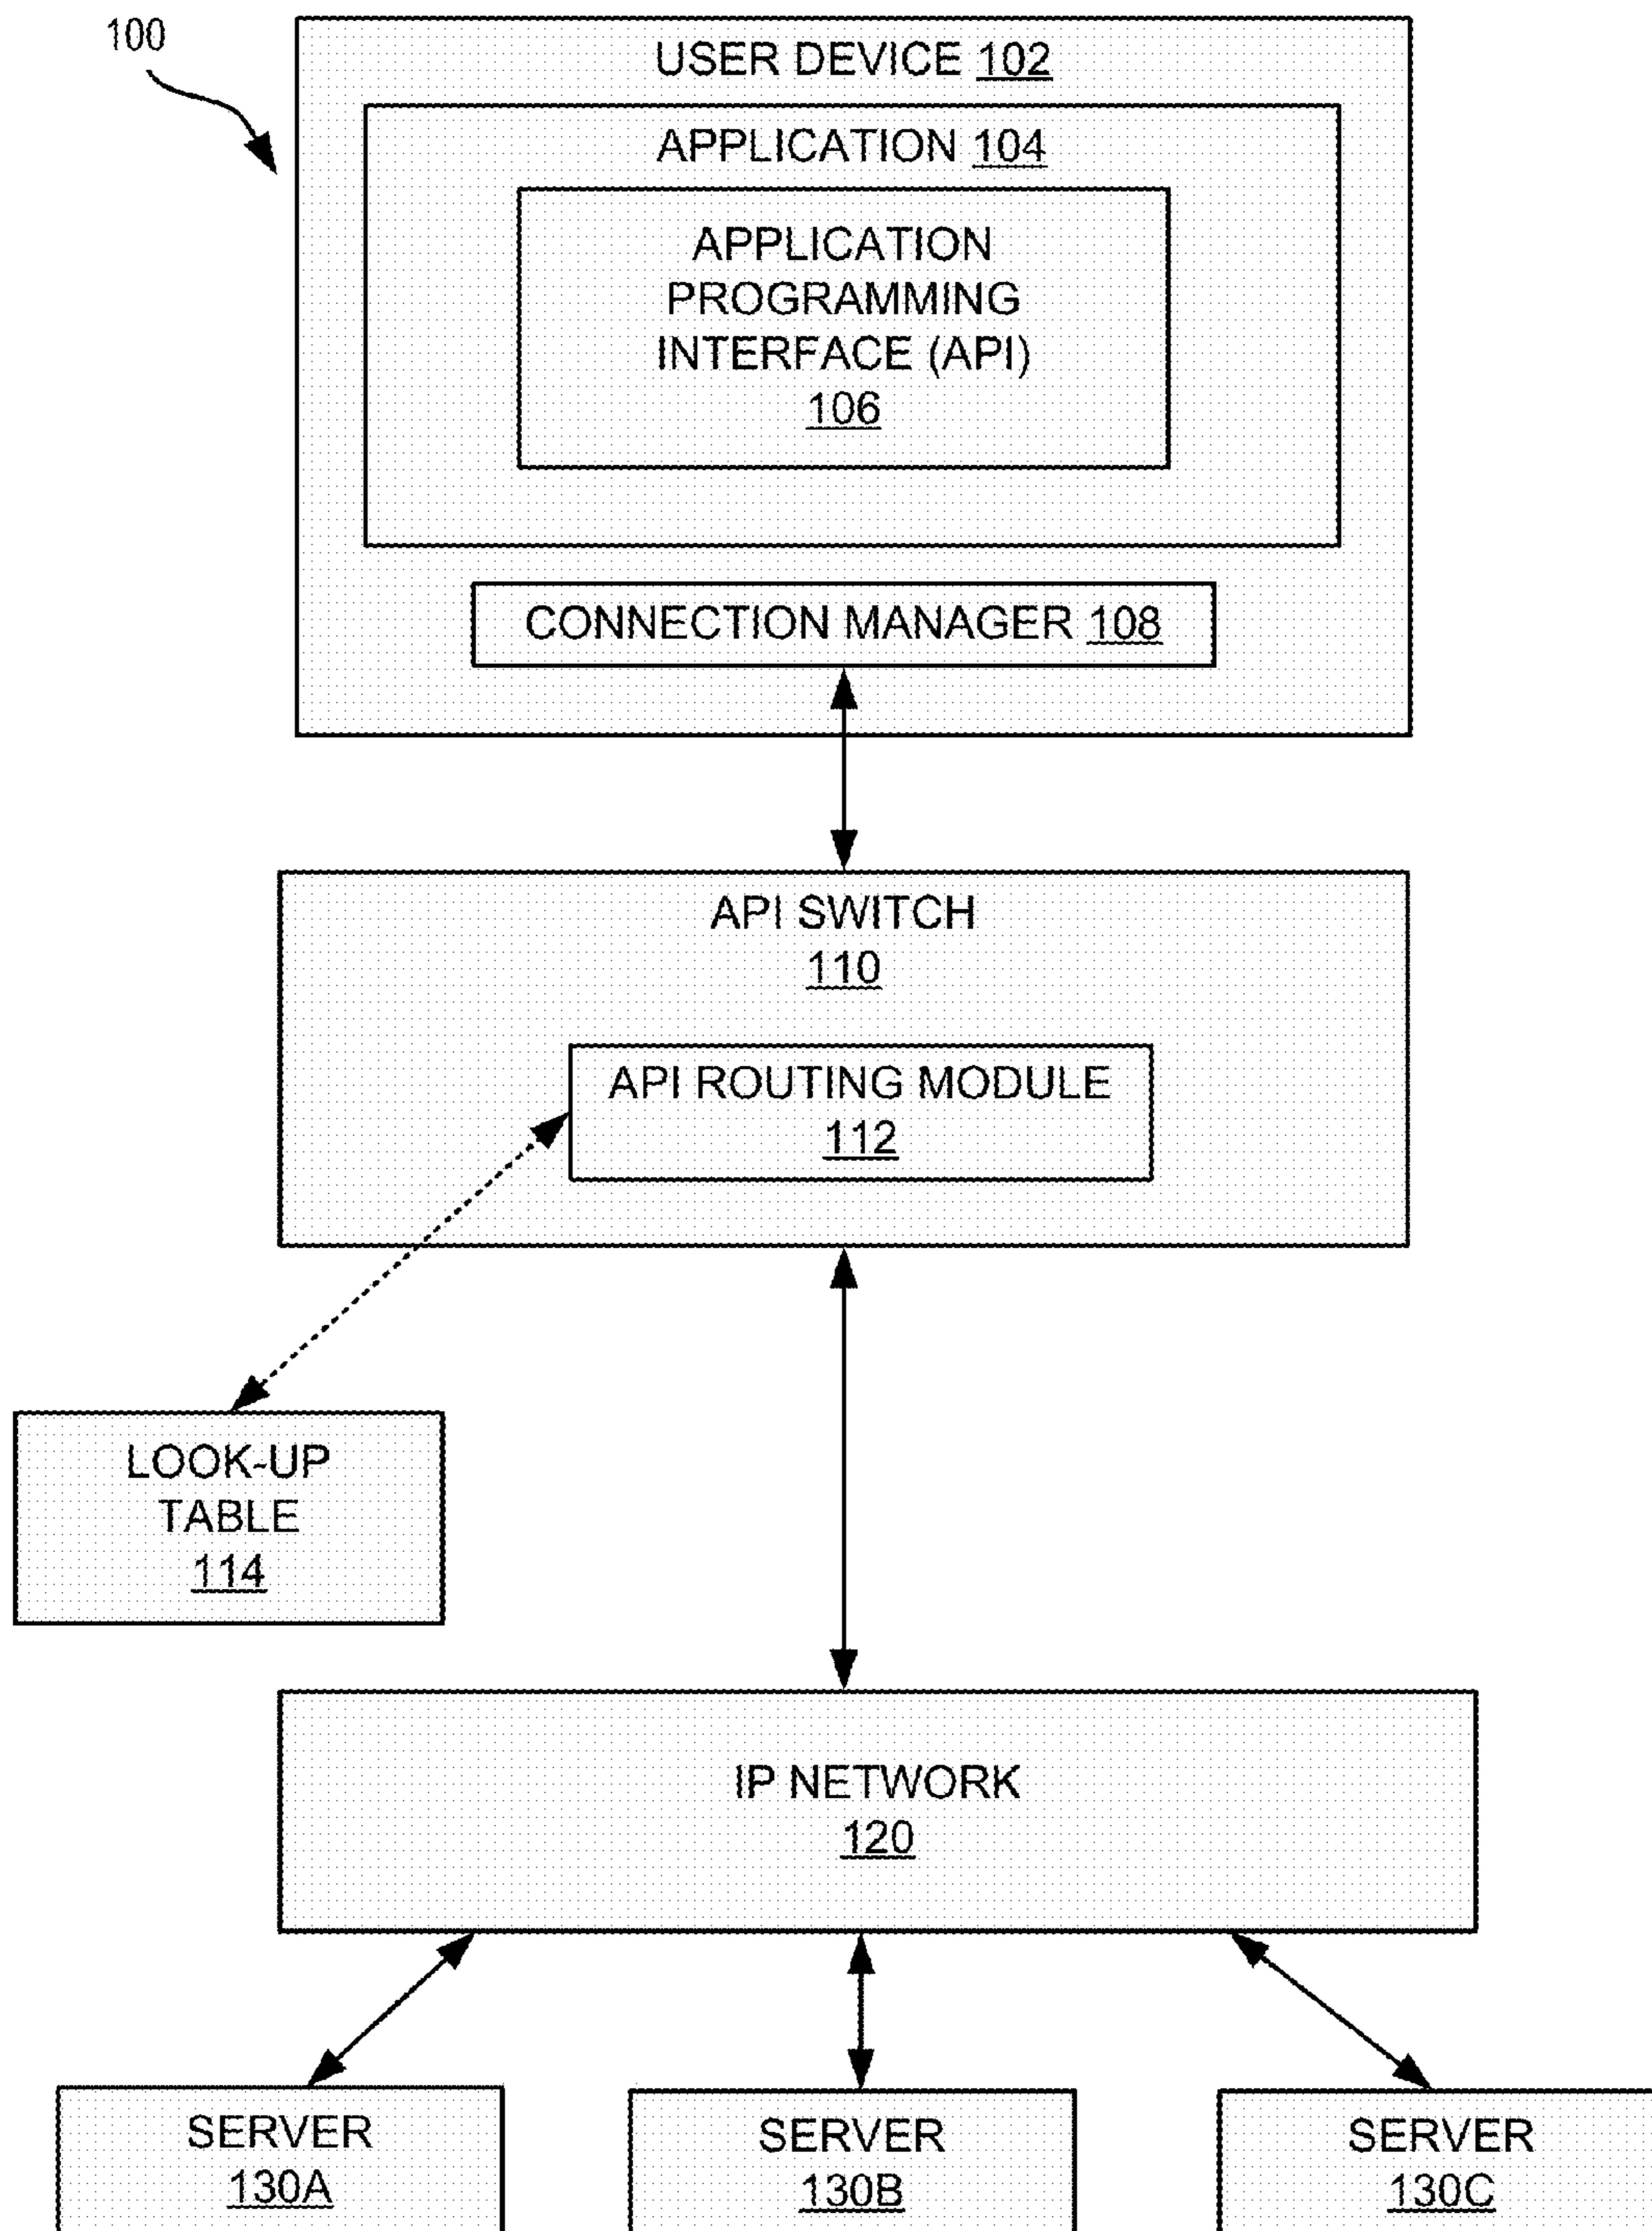 100
USER DEVICE 102
APPLICATION 104
APPLICATION
PROGRAMMING
INTERFACE (API)
106
CONNECTION MANAGER 108
API SWITCH
110
API ROUTING MODULE
112
LOOK-UP
TABLE
114
IP NETWORK
120
SERVER
130A
SERVER
130B
SERVER
130C